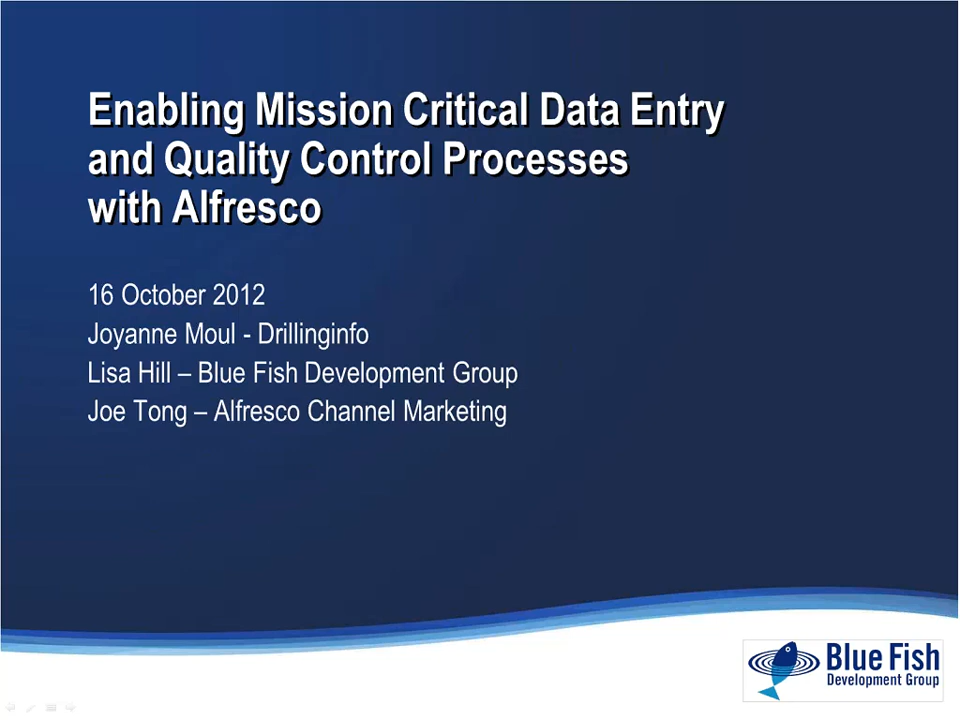 Enabling Mission Critical Data Entry
and Quality Control Processes
with Alfresco
16 October 2012
Joyanne Moul - Drillinginfo
Lisa Hill – Blue Fish Development Group
Joe Tong – Alfresco Channel Marketing
Blue Fish
Development Group